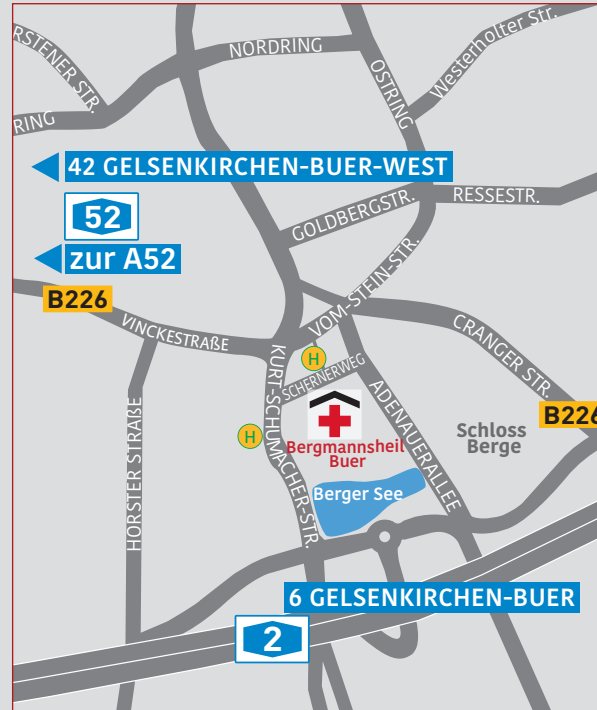 RSTENER STR.
NORDRING
OSTRING
Westerholter Str.
RING
42 GELSENKIRCHEN-BUER-WEST
52
zur A52
GOLDBERGSTR.
RESSESTR.
B226
VINCKESTRAßE
VOM-STEIN-STR.
CRANGER STR.
H
SCHERNERWEG
KURT-SCHUMACHER-STR.
ADENAUERALLEE
HORSTER STRAßE
H
Bergmannsheil
Buer
Schloss
Berge
B226
Berger See
6 GELSENKIRCHEN-BUER
2